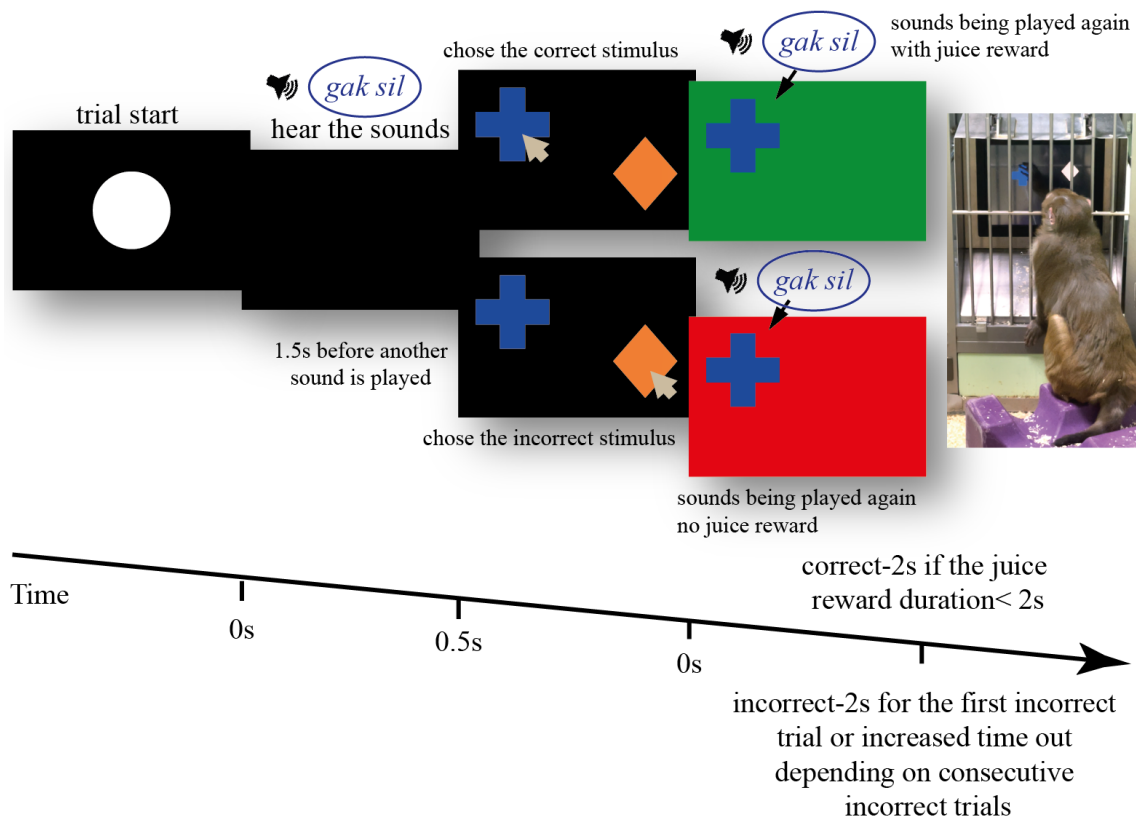 trial start
gak sil
hear the sounds
1.5s before another
sound is played
chose the correct stimulus
chose the incorrect stimulus
gak sil
sounds being played again
with juice reward
gak sil
sounds being played again
no juice reward
Time
0s
0.5s
0s
correct-2s if the juice
reward duration< 2s
incorrect-2s for the first incorrect
trial or increased time out
depending on consecutive
incorrect trials